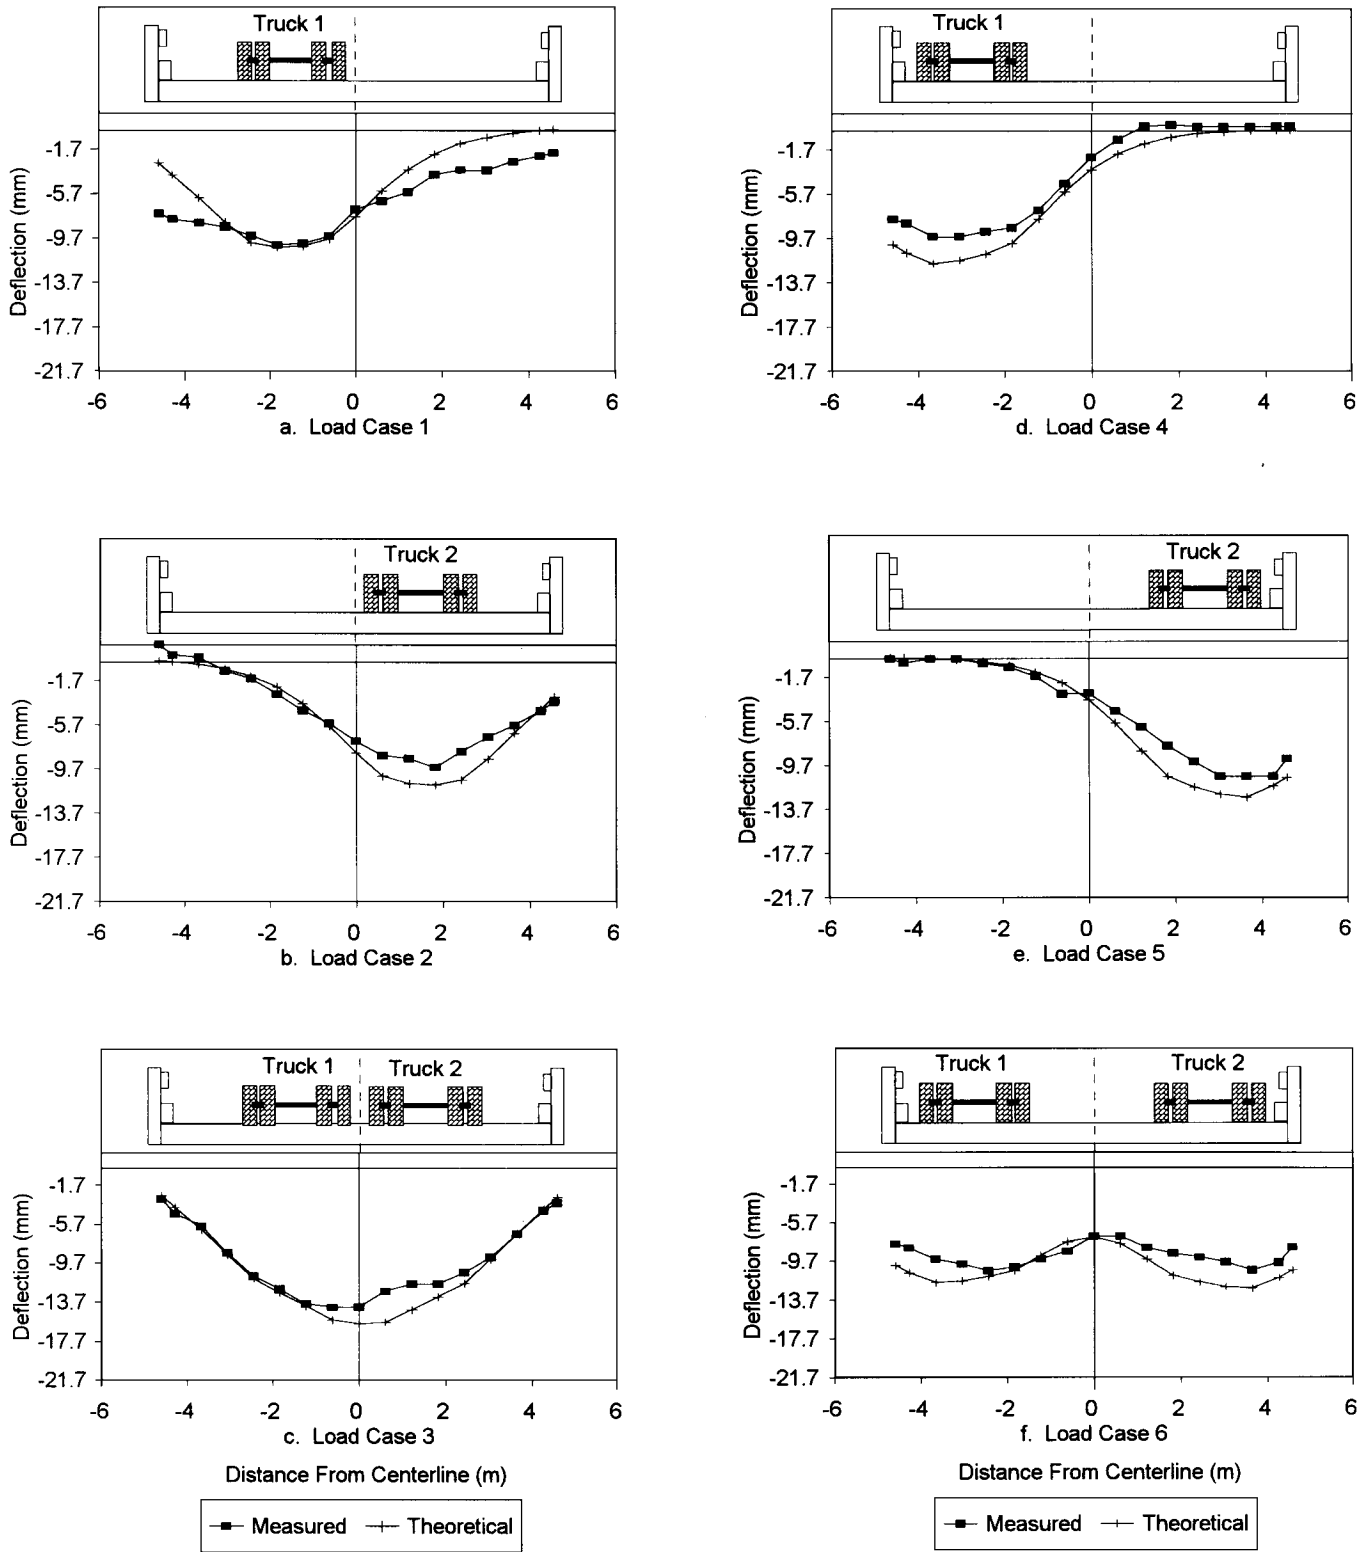 Truck 1
Deflection (mm)
-1.7
-5.7
-9.7
-13.7
-17.7
-21.7
-6 -4 -2 0 2 4 6
a. Load Case 1
Truck 1
Deflection (mm)
-1.7
-5.7
-9.7
-13.7
-17.7
-21.7
-6 -4 -2 0 2 4 6
d. Load Case 4
Truck 2
Deflection (mm)
-1.7
-5.7
-9.7
-13.7
-17.7
-21.7
-6 -4 -2 0 2 4 6
b. Load Case 2
Truck 2
Deflection (mm)
-1.7
-5.7
-9.7
-13.7
-17.7
-21.7
-6 -4 -2 0 2 4 6
e. Load Case 5
Truck 1 Truck 2
Deflection (mm)
-1.7
-5.7
-9.7
-13.7
-17.7
-21.7
-6 -4 -2 0 2 4 6
c. Load Case 3
Distance From Centerline (m)
Measured Theoretical
Truck 1 Truck 2
Deflection (mm)
-1.7
-5.7
-9.7
-13.7
-17.7
-21.7
-6 -4 -2 0 2 4 6
f. Load Case 6
Distance From Centerline (m)
Measured Theoretical